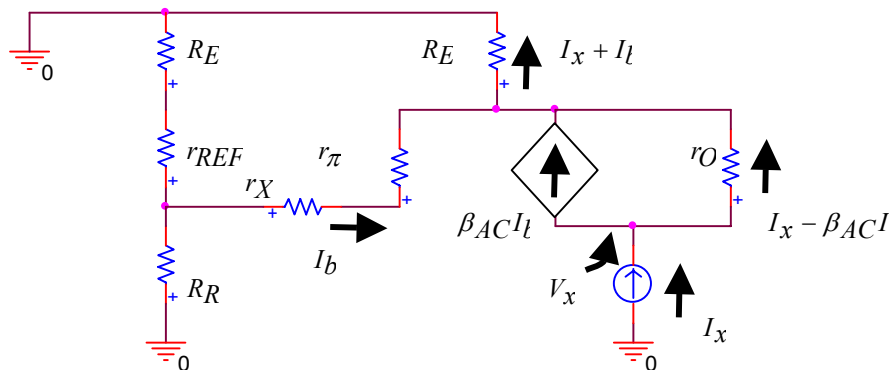 0
R_E
R_E
I_x + I_b
+
+
r_REF
r_π
r_O
+
r_X
+
+
+
β_AC I_b
I_x − β_AC I
I_b
R_R
V_x
+
I_x
0
0